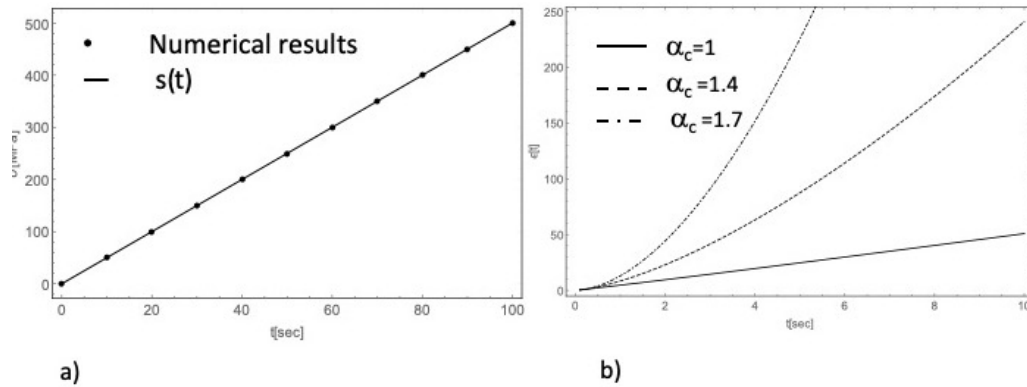 500
400
300
200
100
0
Numerical results
s(t)
0 20 40 60 80 100
t[sec]
a)
250
200
150
100
50
0
ε[t]
αc=1
αc=1.4
αc=1.7
0 2 4 6 8 10
t[sec]
b)